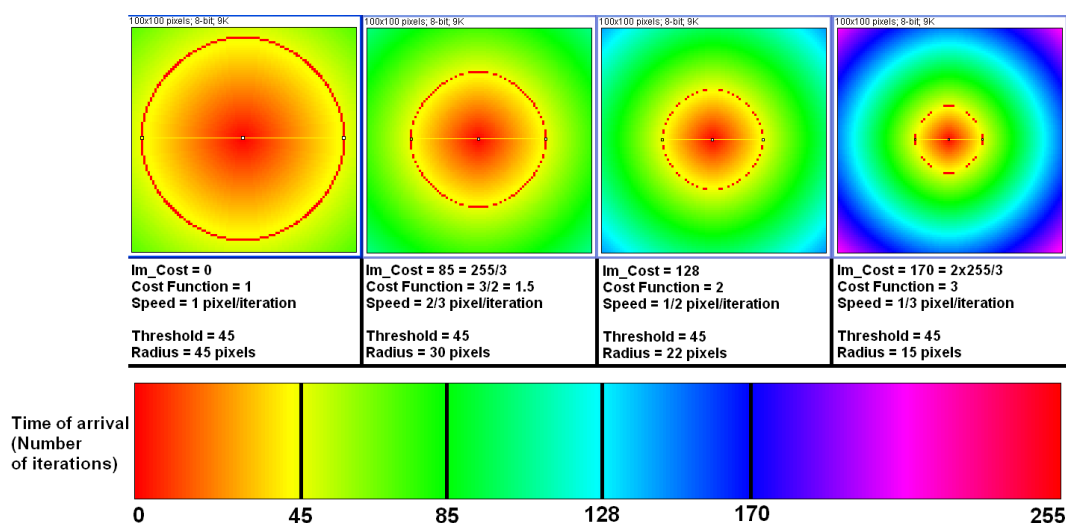 100x100 pixels; 8-bit; 9K
100x100 pixels; 8-bit; 9K
100x100 pixels; 8-bit; 9K
100x100 pixels; 8-bit; 9K
Im_Cost = 0
Cost Function = 1
Speed = 1 pixel/iteration
Threshold = 45
Radius = 45 pixels
Im_Cost = 85 = 255/3
Cost Function = 3/2 = 1.5
Speed = 2/3 pixel/iteration
Threshold = 45
Radius = 30 pixels
Im_Cost = 128
Cost Function = 2
Speed = 1/2 pixel/iteration
Threshold = 45
Radius = 22 pixels
Im_Cost = 170 = 2x255/3
Cost Function = 3
Speed = 1/3 pixel/iteration
Threshold = 45
Radius = 15 pixels
Time of arrival
(Number
of iterations)
0 45 85 128 170 255